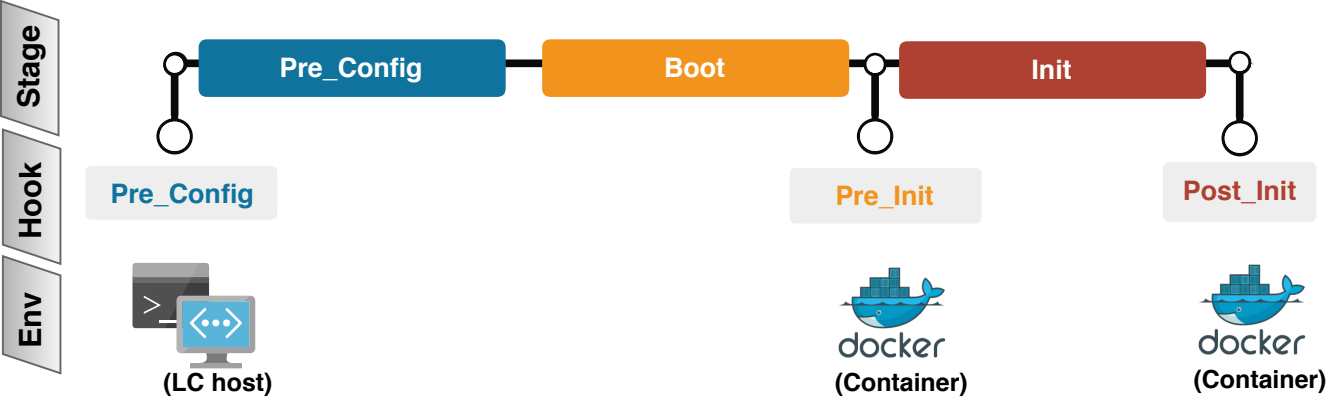 Stage
Pre_Config
Boot
Init
Hook
Pre_Config
Pre_Init
Post_Init
Env
>_
docker
docker
(LC host)
(Container)
(Container)